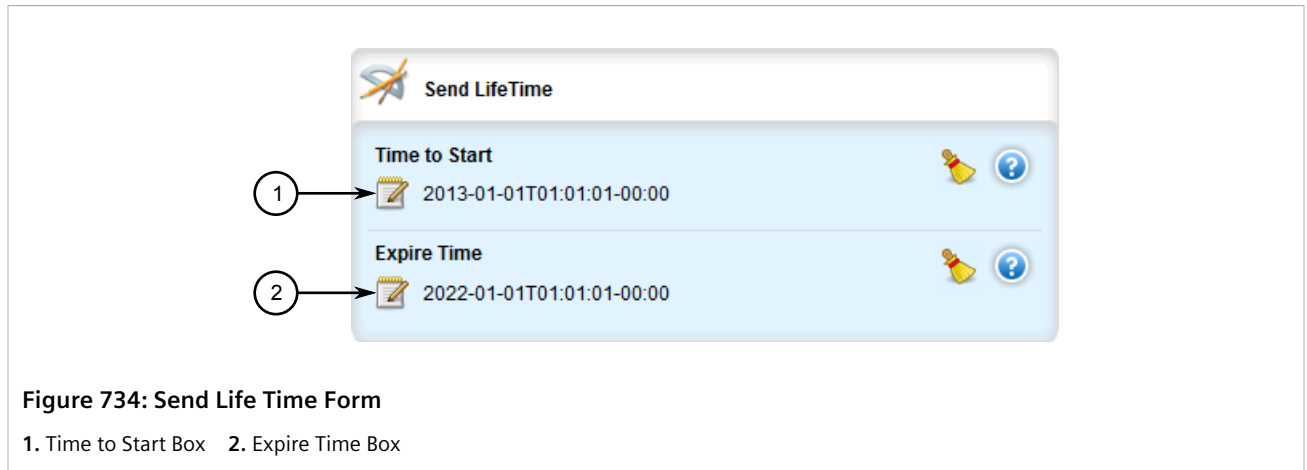 Send LifeTime
Time to Start
1
2013-01-01T01:01:01-00:00
Expire Time
2
2022-01-01T01:01:01-00:00
Figure 734: Send Life Time Form
1. Time to Start Box 2. Expire Time Box